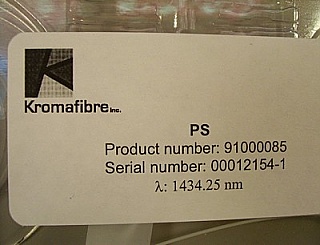 Kromafibre Inc.
PS
Product number: 91000085
Serial number: 00012154-1
λ: 1434.25 nm